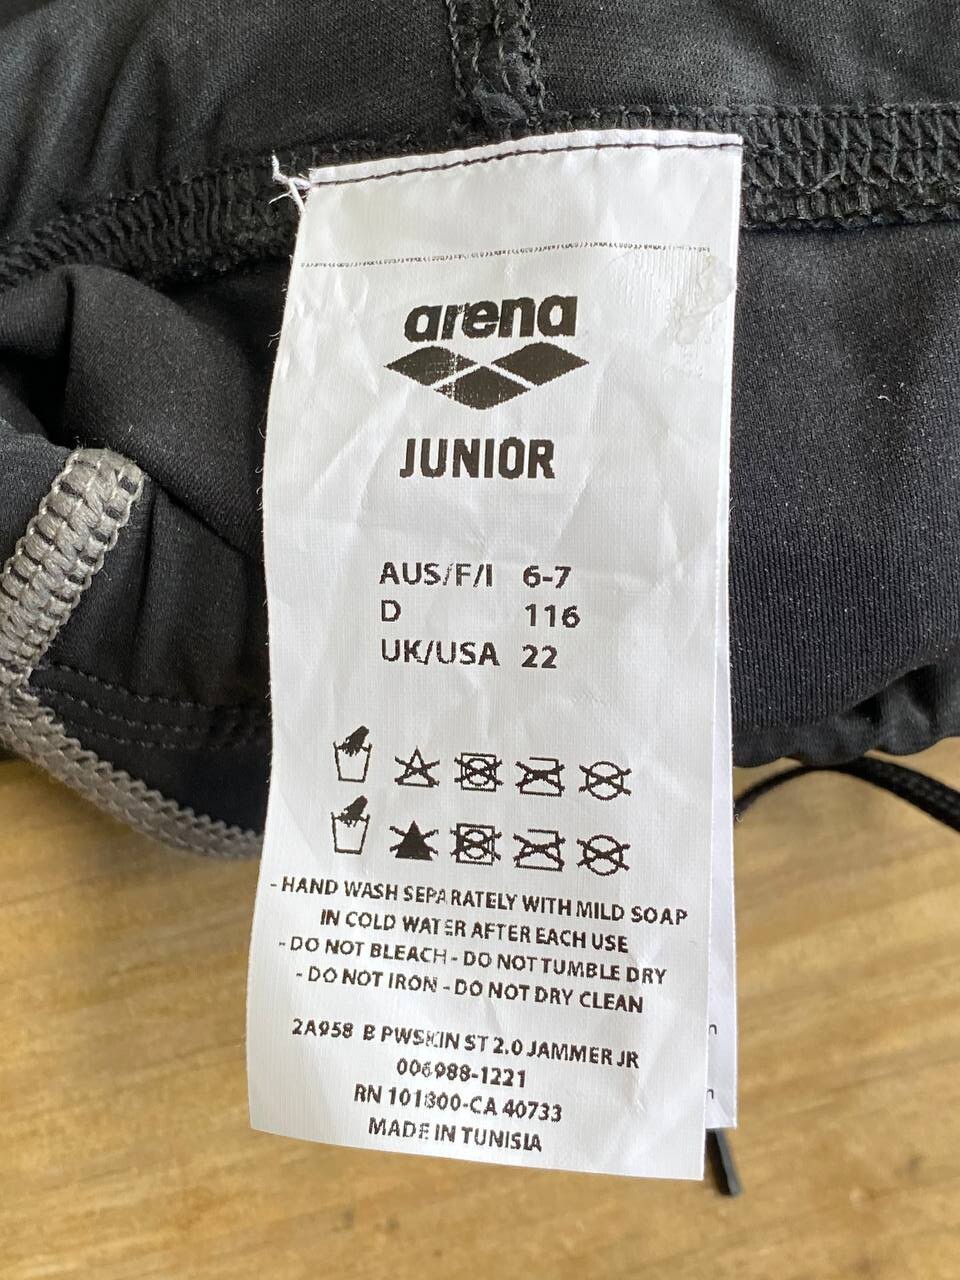 arena
JUNIOR
AUS/F/I 6-7
D 116
UK/USA 22
- HAND WASH SEPARATELY WITH MILD SOAP
IN COLD WATER AFTER EACH USE
- DO NOT BLEACH - DO NOT TUMBLE DRY
- DO NOT IRON - DO NOT DRY CLEAN
2A958 B PWSKIN ST 2.0 JAMMER JR
006988-1221
RN 101800-CA 40733
MADE IN TUNISIA